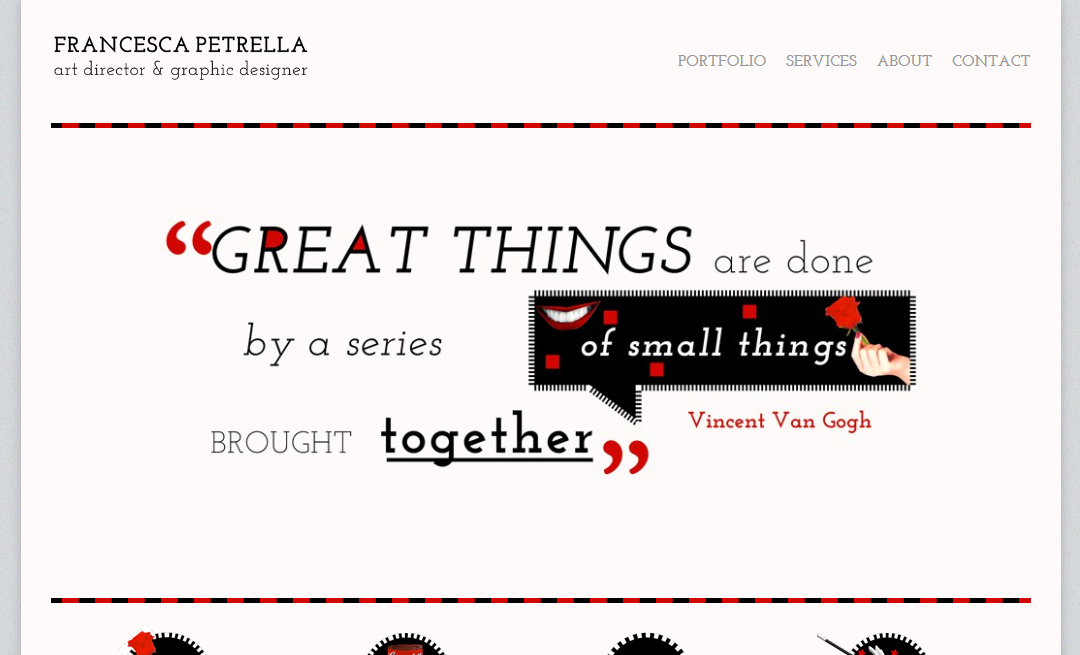 FRANCESCA PETRELLA
art director & graphic designer
PORTFOLIO SERVICES ABOUT CONTACT
“GREAT THINGS are done
by a series of small things
BROUGHT together”
Vincent Van Gogh